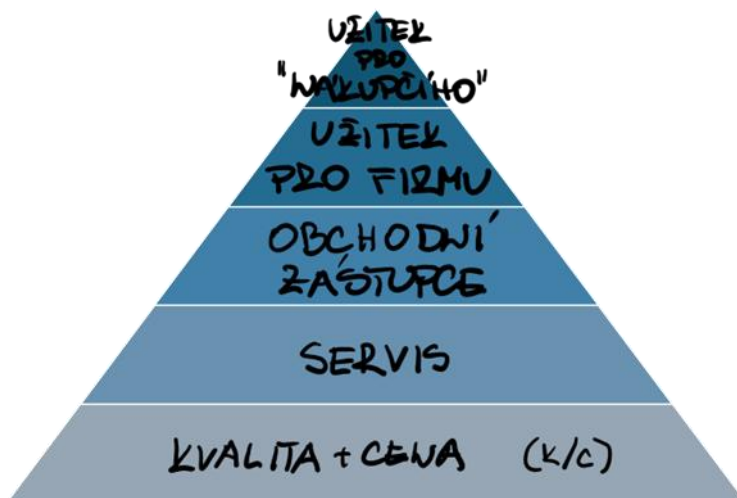 UŽITEK
PRO
"NÁKUPČÍHO"
UŽITEK
PRO FIRMU
OBCHODNÍ
ZÁSTUPCE
SERVIS
KVALITA + CENA (K/C)